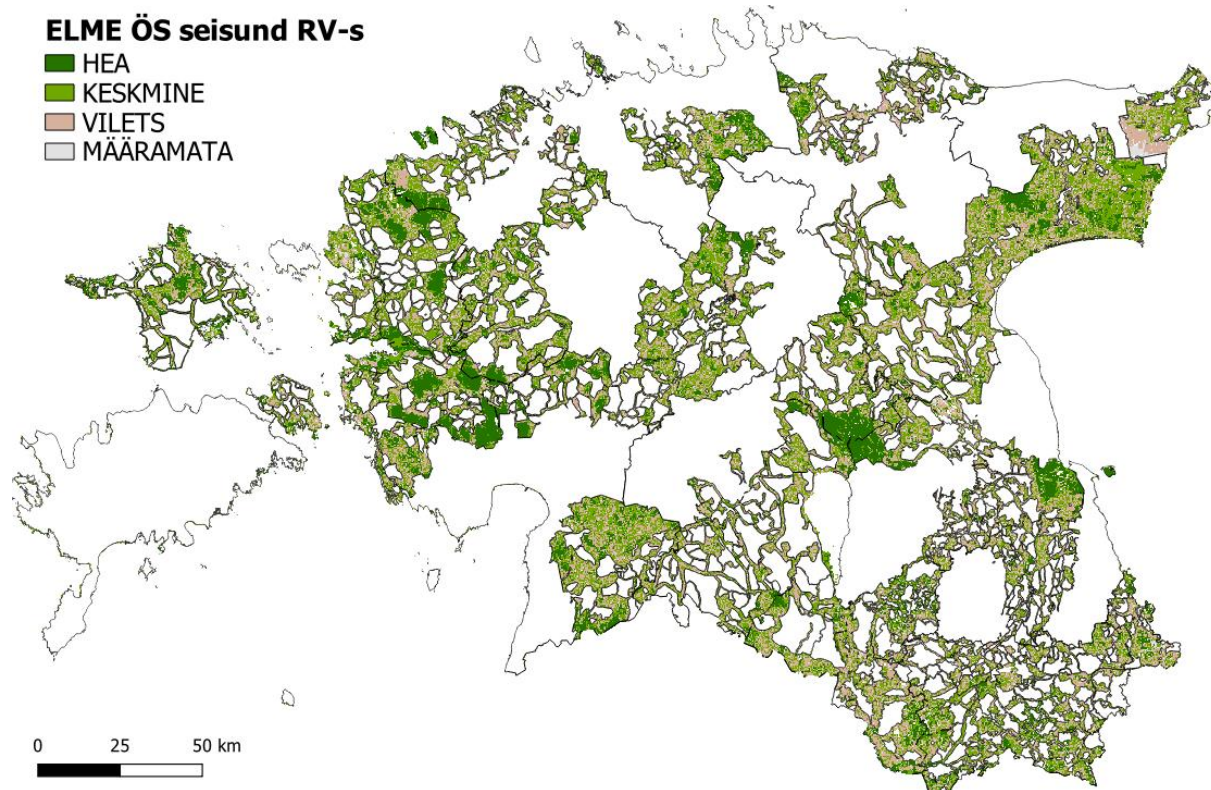 ELME ÖS seisund RV-s
HEA
KESKMINE
VILETS
MÄÄRAMATA
0 25 50 km